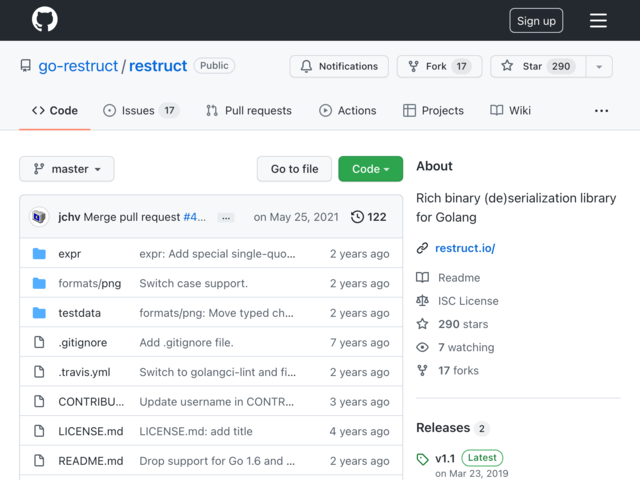 Sign up
go-restruct / restruct Public
Notifications Fork 17 Star 290
Code Issues 17 Pull requests Actions Projects Wiki ...
master Go to file Code
jchv Merge pull request #4... ... on May 25, 2021 122
expr expr: Add special single-quo... 2 years ago
formats/png Switch case support. 2 years ago
testdata formats/png: Move typed ch... 2 years ago
.gitignore Add .gitignore file. 7 years ago
.travis.yml Switch to golangci-lint and fi... 2 years ago
CONTRIBU... Update username in CONTR... 3 years ago
LICENSE.md LICENSE.md: add title 4 years ago
README.md Drop support for Go 1.6 and ... 2 years ago
About
Rich binary (de)serialization library
for Golang
restruct.io/
Readme
ISC License
290 stars
7 watching
17 forks
Releases 2
v1.1 Latest
on Mar 23, 2019